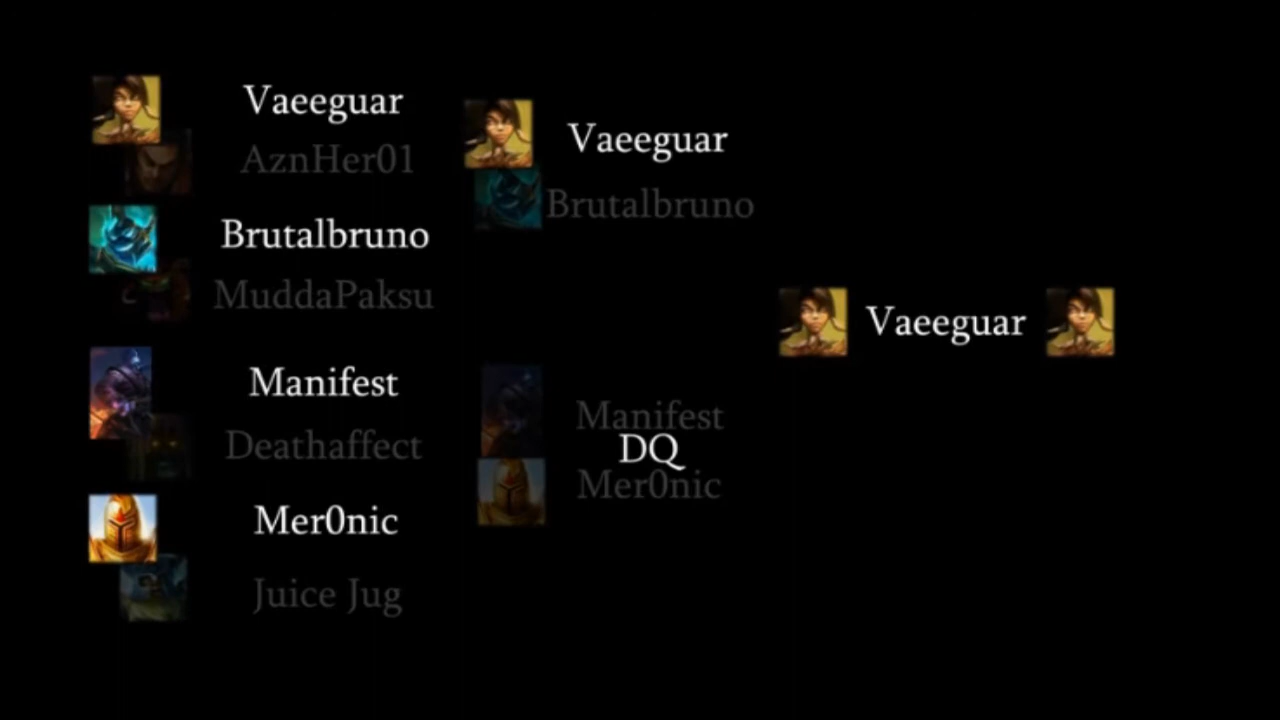 Vaeeguar
AznHer01
Brutalbruno
MuddaPaksu
Manifest
Deathaffect
Mer0nic
Juice Jug
Vaeeguar
Brutalbruno
Manifest
DQ
Mer0nic
Vaeeguar